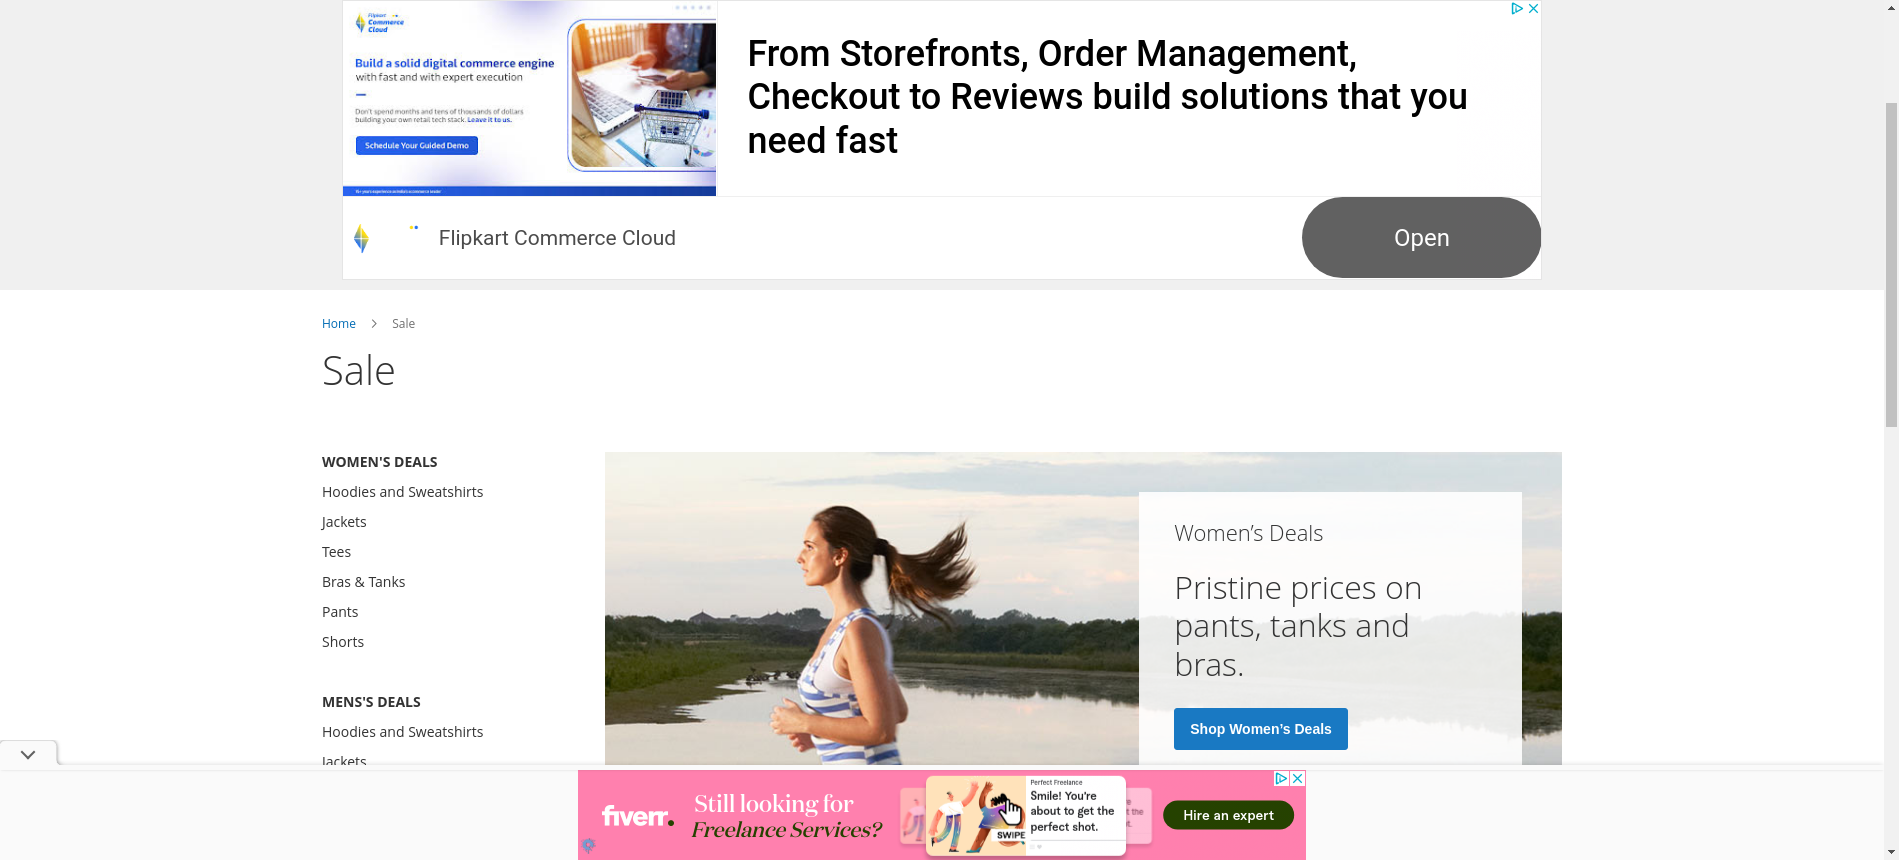 Flipkart
Commerce
Cloud
Build a solid digital commerce engine
with fast and with expert execution
Don't spend months and tens of thousands of dollars
building your own retail tech stack. Leave it to us.
Schedule Your Guided Demo
From Storefronts, Order Management,
Checkout to Reviews build solutions that you
need fast
Flipkart Commerce Cloud
Open
Home
Sale
Sale
WOMEN'S DEALS
Hoodies and Sweatshirts
Jackets
Tees
Bras & Tanks
Pants
Shorts
MENS'S DEALS
Hoodies and Sweatshirts
Jackets
Women’s Deals
Pristine prices on
pants, tanks and
bras.
Shop Women’s Deals
fiverr.
Still looking for
Freelance Services?
Perfect Freelance
Smile! You're
about to get the
perfect shot.
SWIPE
Hire an expert